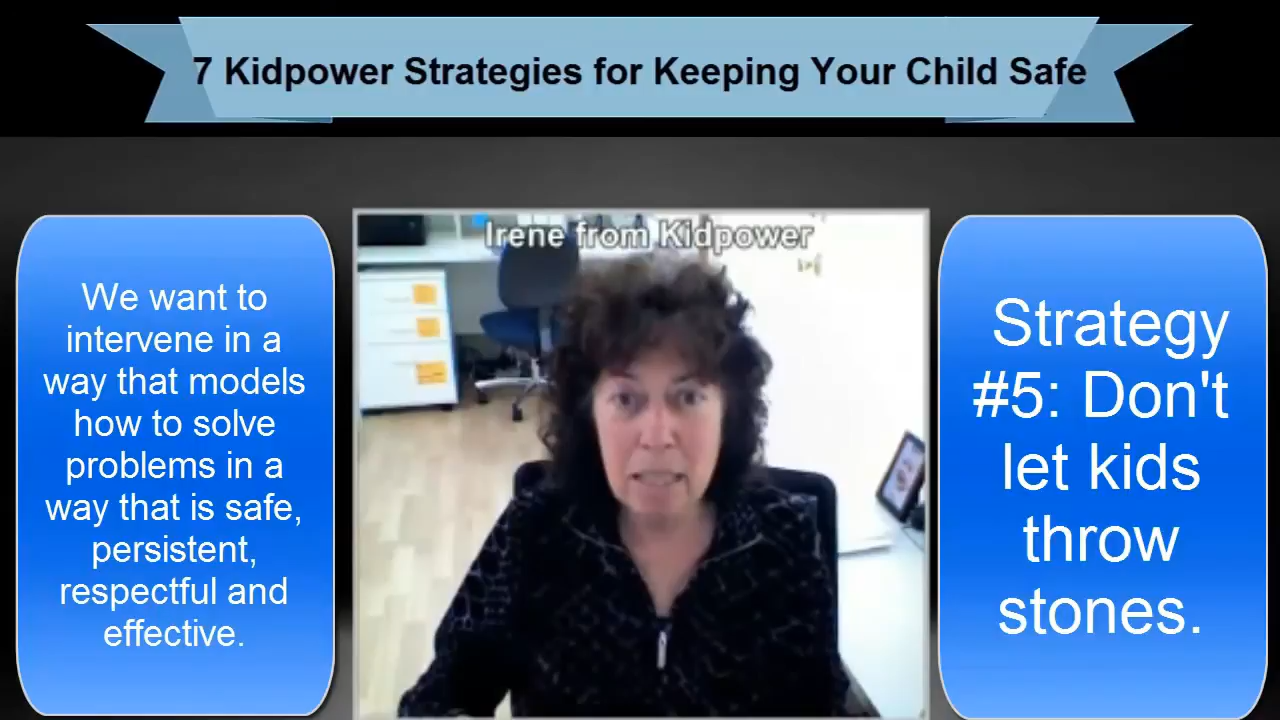 7 Kidpower Strategies for Keeping Your Child Safe
Irene from Kidpower
We want to
intervene in a
way that models
how to solve
problems in a
way that is safe,
persistent,
respectful and
effective.
Strategy
#5: Don't
let kids
throw
stones.